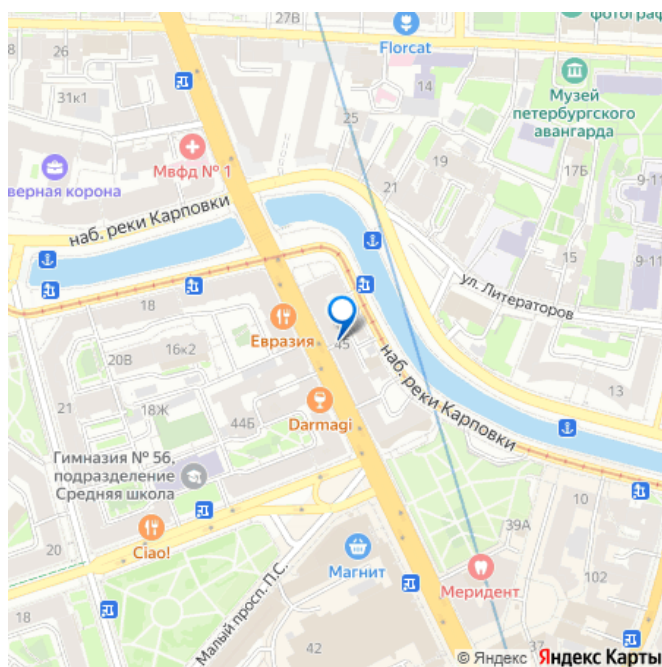 27В
фотограф
Florcat
14
Музей
петербургского
авангарда
31к1
25
Мвфд № 1
19
17Б
9-11
верная корона
21
9-11
наб. реки Карповки
15
ул. Литераторов
18
Евразия
45
20В
16к2
наб. реки Карповки
13
21
18Ж
44Б
Darmagi
Гимназия № 56,
подразделение
Средняя школа
10
39А
20
Ciao!
Магнит
Меридент
102
18
Малый просп. П.С.
42
37
© Яндекс Яндекс Карты